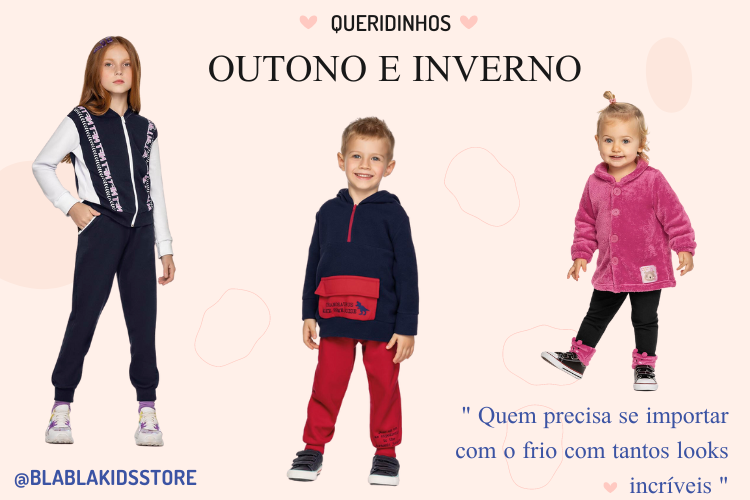 QUERIDINHOS
OUTONO E INVERNO
" Quem precisa se importar
com o frio com tantos looks
incríveis "
@BLABLAKIDSSTORE